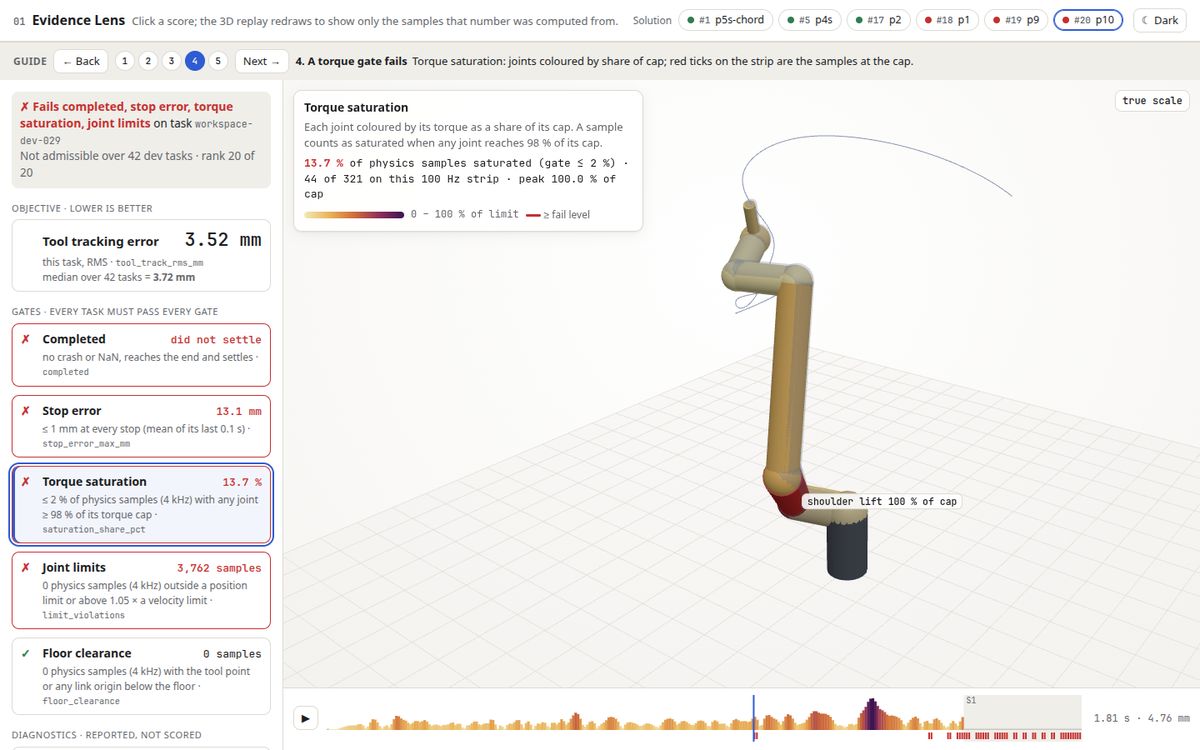 01 Evidence Lens Click a score; the 3D replay redraws to show only the samples that number was computed from. Solution #1 p5s-chord #5 p4s #17 p2 #18 p1 #19 p9 #20 p10 ☾ Dark
GUIDE ← Back 1 2 3 4 5 Next → 4. A torque gate fails Torque saturation: joints coloured by share of cap; red ticks on the strip are the samples at the cap.
✗ Fails completed, stop error, torque
saturation, joint limits on task workspace-
dev-029
Not admissible over 42 dev tasks · rank 20 of
20
OBJECTIVE · LOWER IS BETTER
Tool tracking error 3.52 mm
this task, RMS · tool_track_rms_mm
median over 42 tasks = 3.72 mm
GATES · EVERY TASK MUST PASS EVERY GATE
✗ Completed did not settle
no crash or NaN, reaches the end and settles ·
completed
✗ Stop error 13.1 mm
≤ 1 mm at every stop (mean of its last 0.1 s) ·
stop_error_max_mm
✗ Torque saturation 13.7 %
≤ 2 % of physics samples (4 kHz) with any joint
≥ 98 % of its torque cap ·
saturation_share_pct
✗ Joint limits 3,762 samples
0 physics samples (4 kHz) outside a position
limit or above 1.05 × a velocity limit ·
limit_violations
✓ Floor clearance 0 samples
0 physics samples (4 kHz) with the tool point
or any link origin below the floor ·
floor_clearance
DIAGNOSTICS · REPORTED, NOT SCORED
Torque saturation
Each joint coloured by its torque as a share of its cap. A sample
counts as saturated when any joint reaches 98 % of its cap.
13.7 % of physics samples saturated (gate ≤ 2 %) ·
44 of 321 on this 100 Hz strip · peak 100.0 % of
cap
0 – 100 % of limit ≥ fail level
true scale
shoulder lift 100 % of cap
▶ S1 1.81 s · 4.76 mm